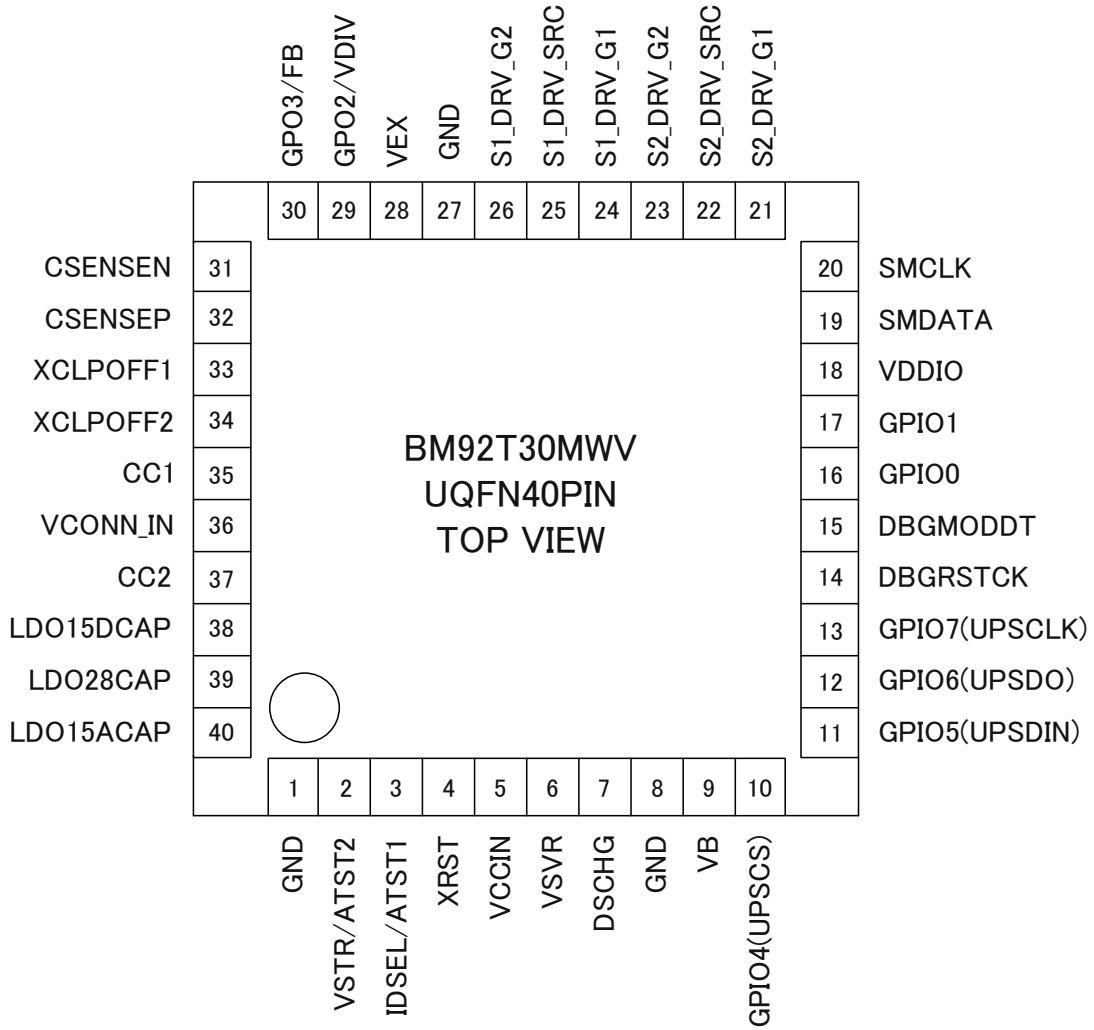 GPO3/FB
GPO2/VDIV
VEX
GND
S1_DRV_G2
S1_DRV_SRC
S1_DRV_G1
S2_DRV_G2
S2_DRV_SRC
S2_DRV_G1
30 29 28 27 26 25 24 23 22 21
CSENSEN 31
CSENSEP 32
XCLPOFF1 33
XCLPOFF2 34
CC1 35
VCONN_IN 36
CC2 37
LDO15DCAP 38
LDO28CAP 39
LDO15ACAP 40
BM92T30MWV
UQFN40PIN
TOP VIEW
20 SMCLK
19 SMDATA
18 VDDIO
17 GPIO1
16 GPIO0
15 DBGMODDT
14 DBGRSTCK
13 GPIO7(UPSCLK)
12 GPIO6(UPSDO)
11 GPIO5(UPSDIN)
1 2 3 4 5 6 7 8 9 10
GND
VSTR/ATST2
IDSEL/ATST1
XRST
VCCIN
VSVR
DSCHG
GND
VB
GPIO4(UPSCS)